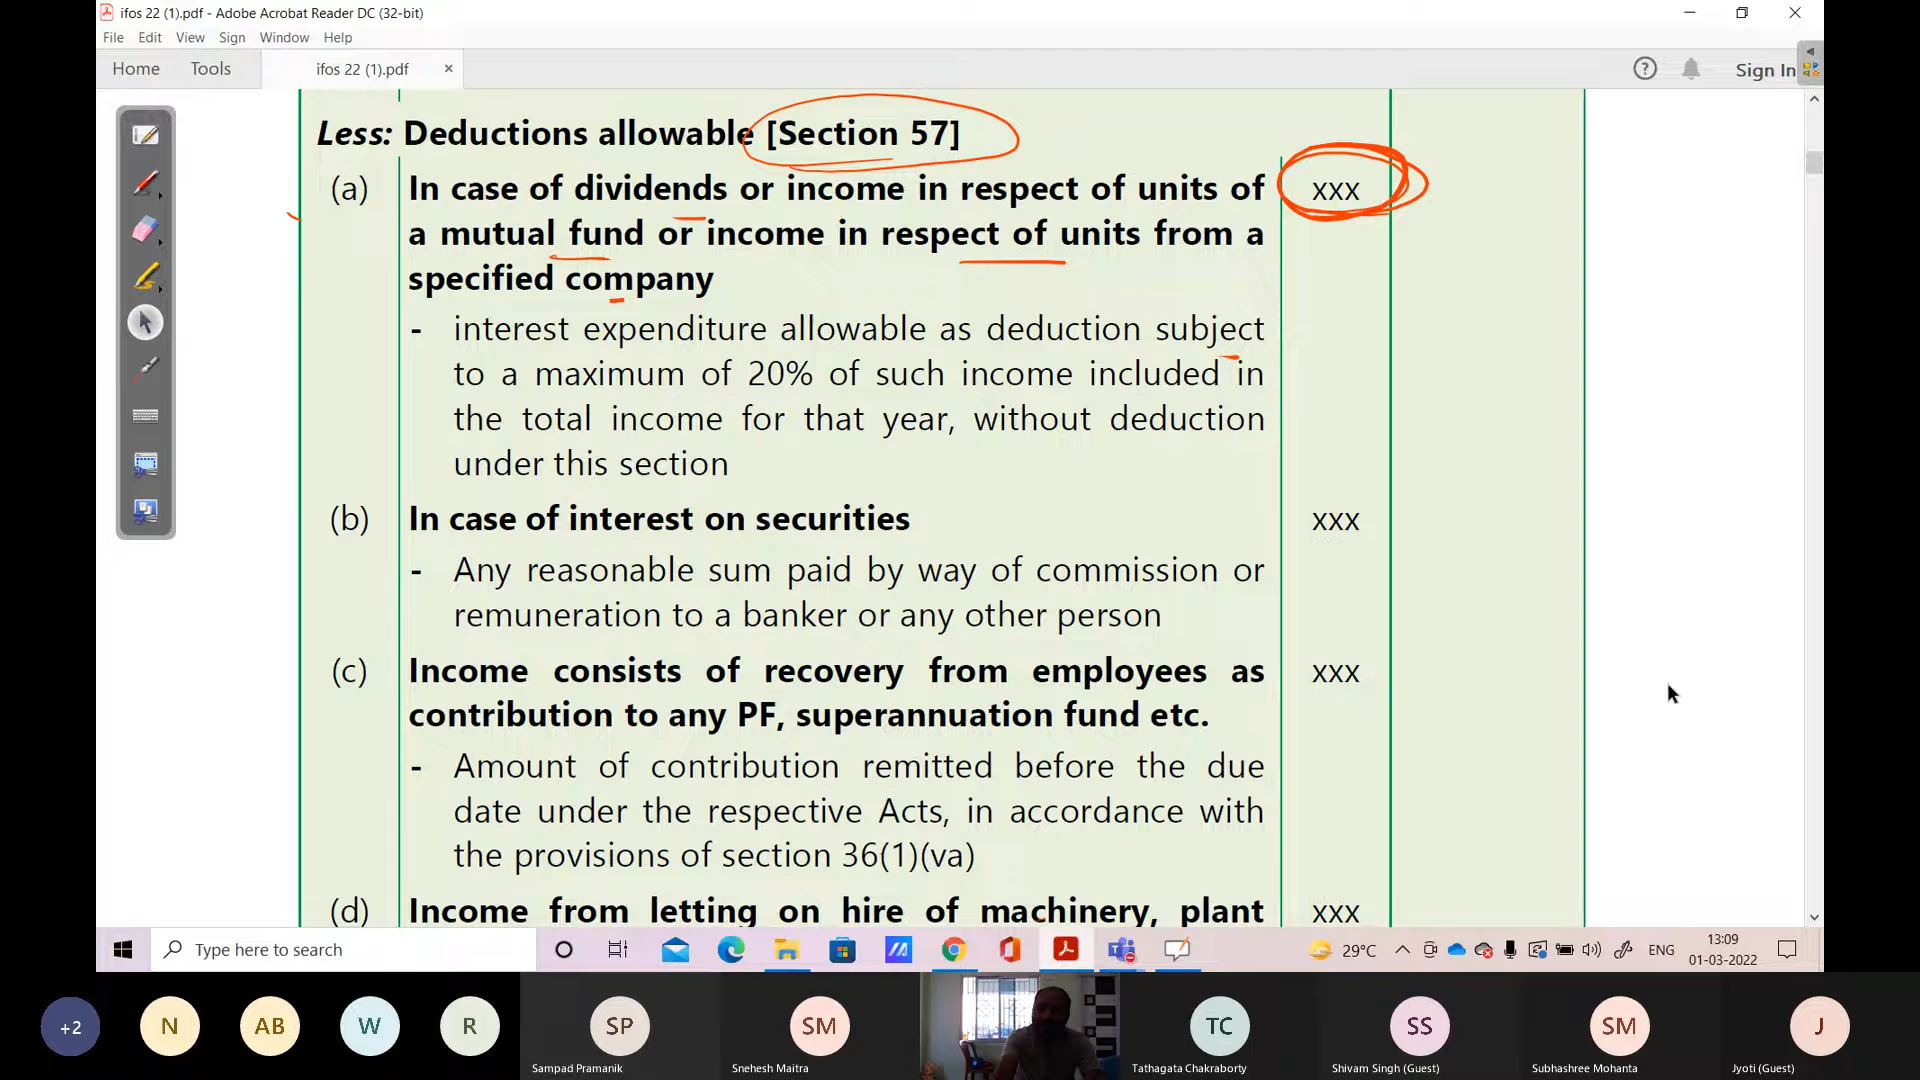 ifos 22 (1).pdf - Adobe Acrobat Reader DC (32-bit)
File Edit View Sign Window Help
Home Tools ifos 22 (1).pdf × Sign In
Less: Deductions allowable [Section 57]
(a) In case of dividends or income in respect of units of xxx
a mutual fund or income in respect of units from a
specified company
- interest expenditure allowable as deduction subject
to a maximum of 20% of such income included in
the total income for that year, without deduction
under this section
(b) In case of interest on securities xxx
- Any reasonable sum paid by way of commission or
remuneration to a banker or any other person
(c) Income consists of recovery from employees as xxx
contribution to any PF, superannuation fund etc.
- Amount of contribution remitted before the due
date under the respective Acts, in accordance with
the provisions of section 36(1)(va)
(d) Income from letting on hire of machinery, plant xxx
Type here to search 29°C ENG 13:09
01-03-2022
+2 N AB W R SP SM TC SS SM J
Sampad Pramanik Snehesh Maitra Tathagata Chakraborty Shivam Singh (Guest) Subhashree Mohanta Jyoti (Guest)